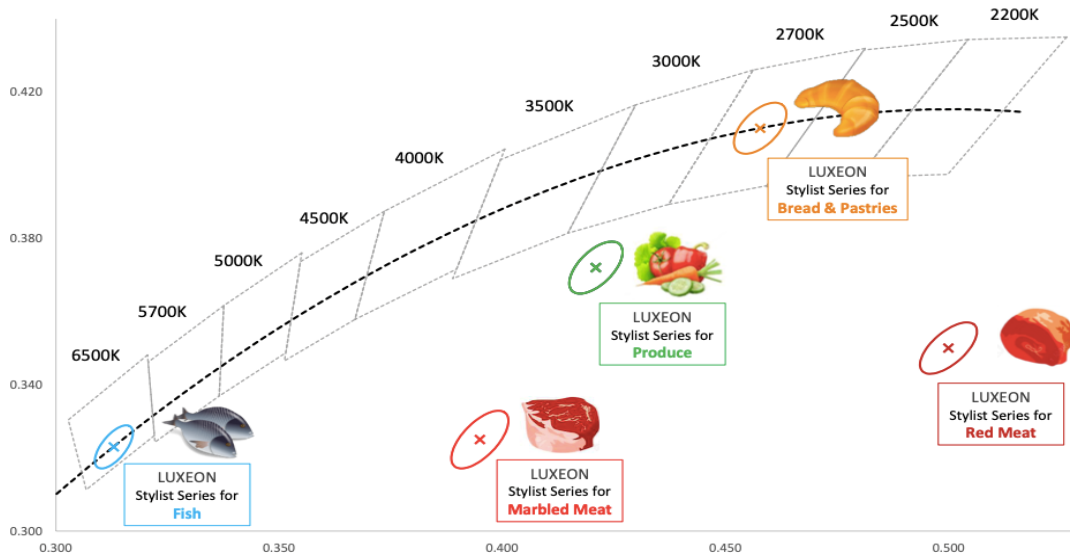 2200K
2500K
2700K
3000K
0.420
3500K
4000K
LUXEON
Stylist Series for
Bread & Pastries
4500K
0.380
5000K
5700K
LUXEON
Stylist Series for
Produce
6500K
0.340
LUXEON
Stylist Series for
Red Meat
LUXEON
Stylist Series for
Fish
LUXEON
Stylist Series for
Marbled Meat
0.300
0.300
0.350
0.400
0.450
0.500